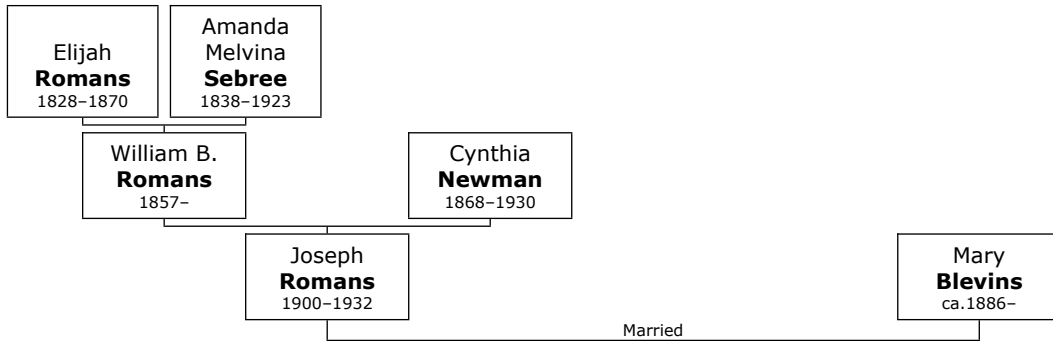 Elijah
Romans
1828–1870
Amanda
Melvina
Sebree
1838–1923
William B.
Romans
1857–
Cynthia
Newman
1868–1930
Joseph
Romans
1900–1932
Mary
Blevins
ca.1886–
Married